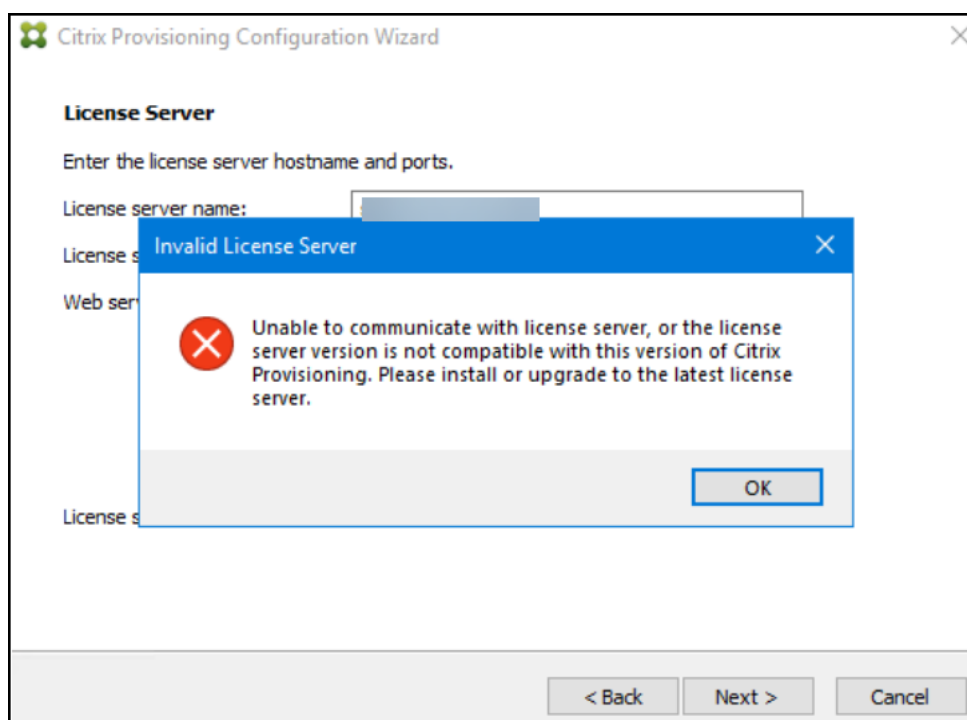 Citrix Provisioning Configuration Wizard
License Server
Enter the license server hostname and ports.
License server name:
License s
Invalid License Server
Web ser
Unable to communicate with license server, or the license
server version is not compatible with this version of Citrix
Provisioning. Please install or upgrade to the latest license
server.
OK
License s
< Back
Next >
Cancel